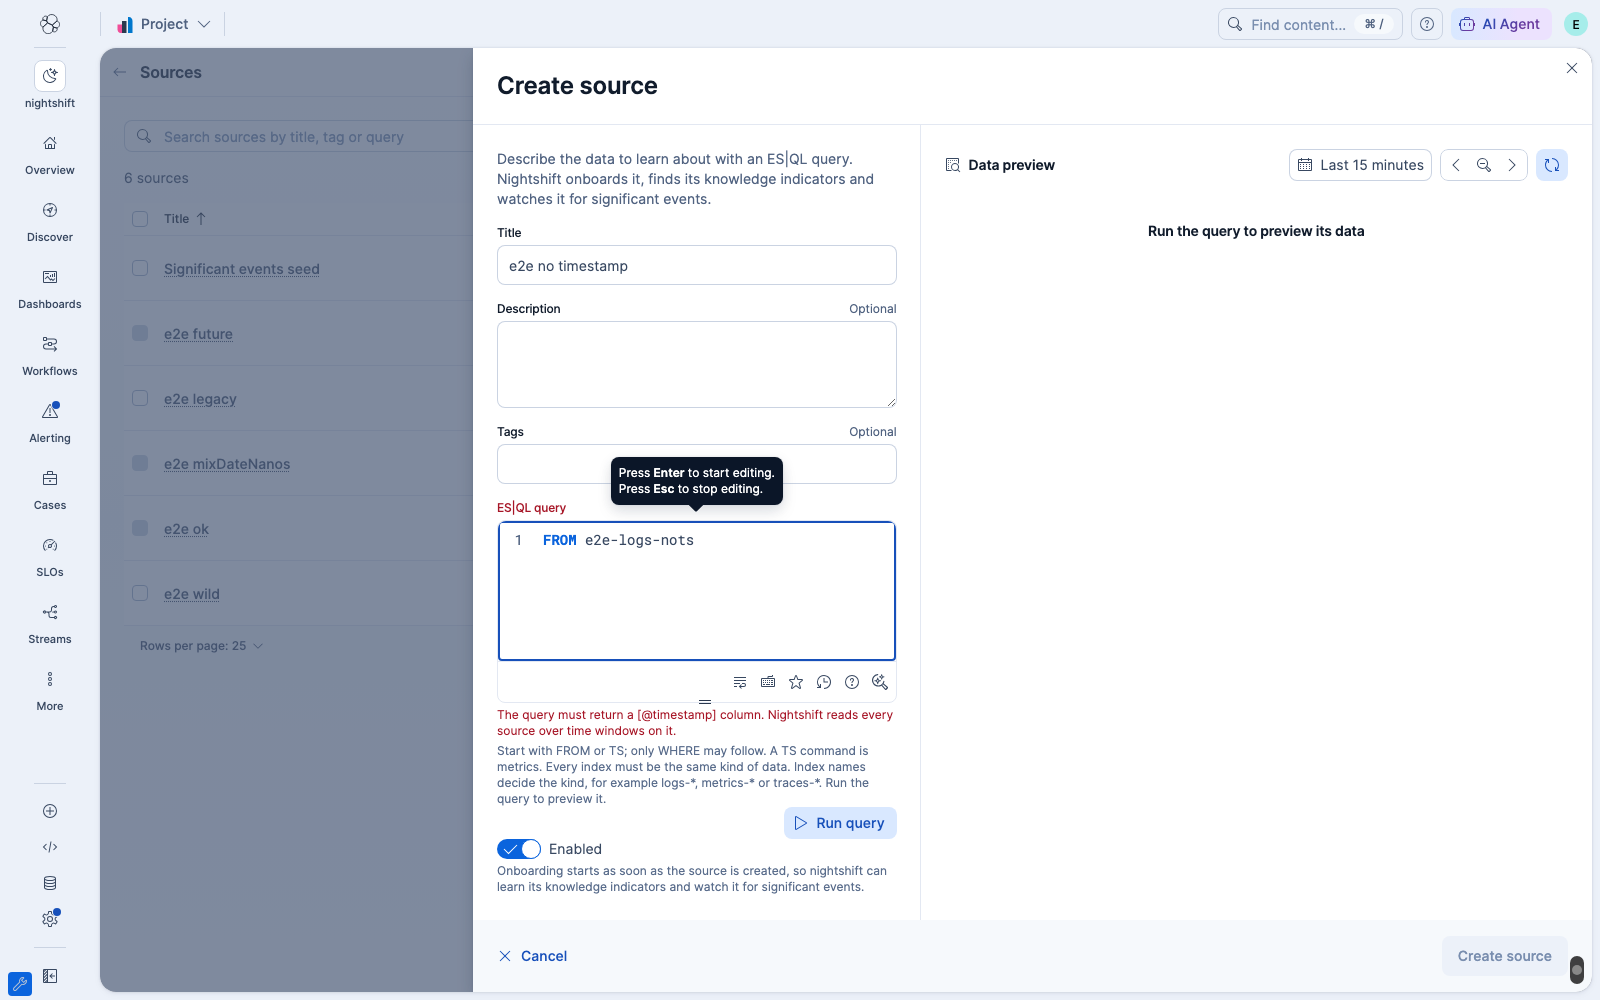 Project
Find content...
⌘ /
AI Agent
E
nightshift
Overview
Discover
Dashboards
Workflows
Alerting
Cases
SLOs
Streams
More
Sources
Search sources by title, tag or query
6 sources
Title
Significant events seed
e2e future
e2e legacy
e2e mixDateNanos
e2e ok
e2e wild
Rows per page: 25
Create source
Describe the data to learn about with an ES|QL query.
Nightshift onboards it, finds its knowledge indicators and
watches it for significant events.
Title
e2e no timestamp
Description
Optional
Tags
Optional
Press Enter to start editing.
Press Esc to stop editing.
ES|QL query
1 FROM e2e-logs-nots
The query must return a [@timestamp] column. Nightshift reads every
source over time windows on it.
Start with FROM or TS; only WHERE may follow. A TS command is
metrics. Every index must be the same kind of data. Index names
decide the kind, for example logs-*, metrics-* or traces-*. Run the
query to preview it.
Run query
Enabled
Onboarding starts as soon as the source is created, so nightshift can
learn its knowledge indicators and watch it for significant events.
Cancel
Create source
Data preview
Last 15 minutes
Run the query to preview its data